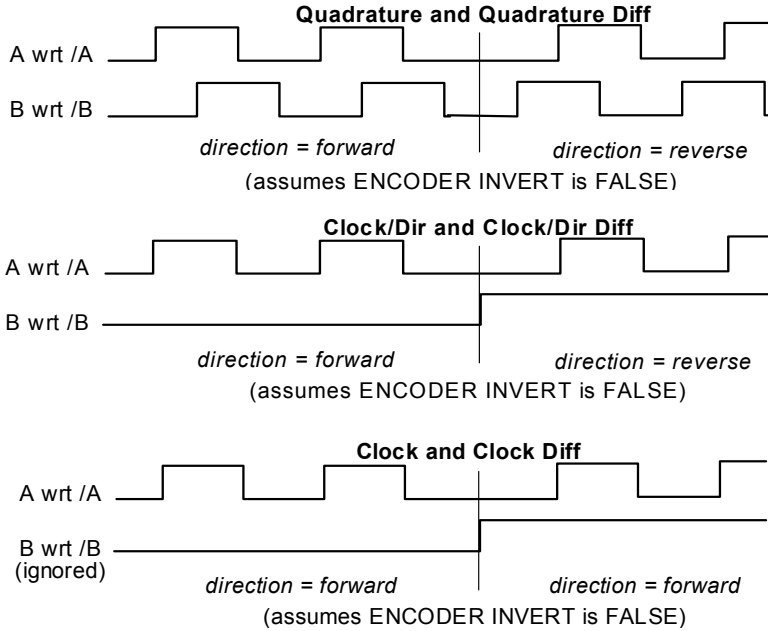 Quadrature and Quadrature Diff
A wrt /A
B wrt /B
direction = forward
direction = reverse
(assumes ENCODER INVERT is FALSE)
Clock/Dir and Clock/Dir Diff
A wrt /A
B wrt /B
direction = forward
direction = reverse
(assumes ENCODER INVERT is FALSE)
Clock and Clock Diff
A wrt /A
B wrt /B
(ignored)
direction = forward
direction = forward
(assumes ENCODER INVERT is FALSE)